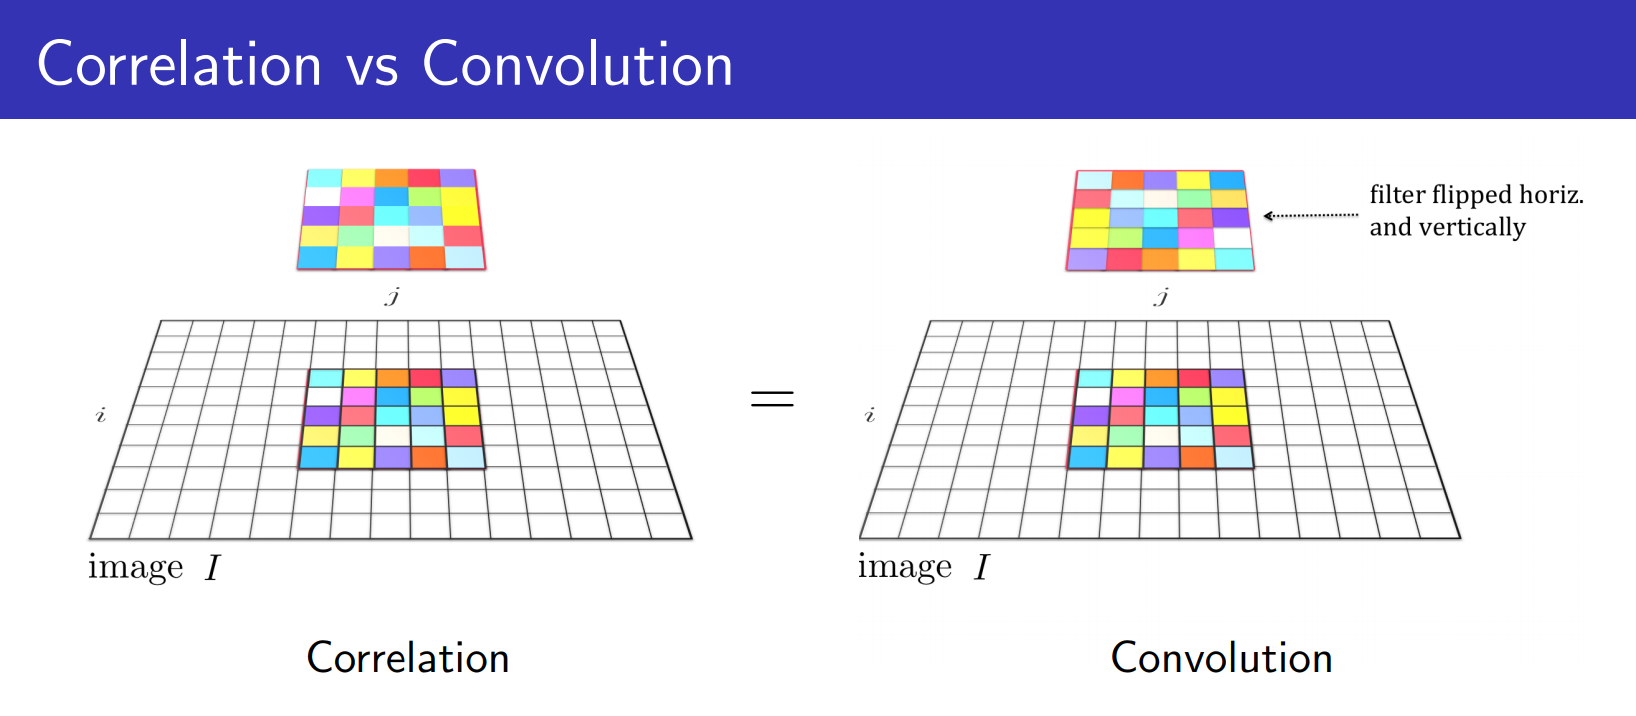 Correlation vs Convolution
filter flipped horiz.
and vertically
j
j
i
=
i
image I
image I
Correlation
Convolution